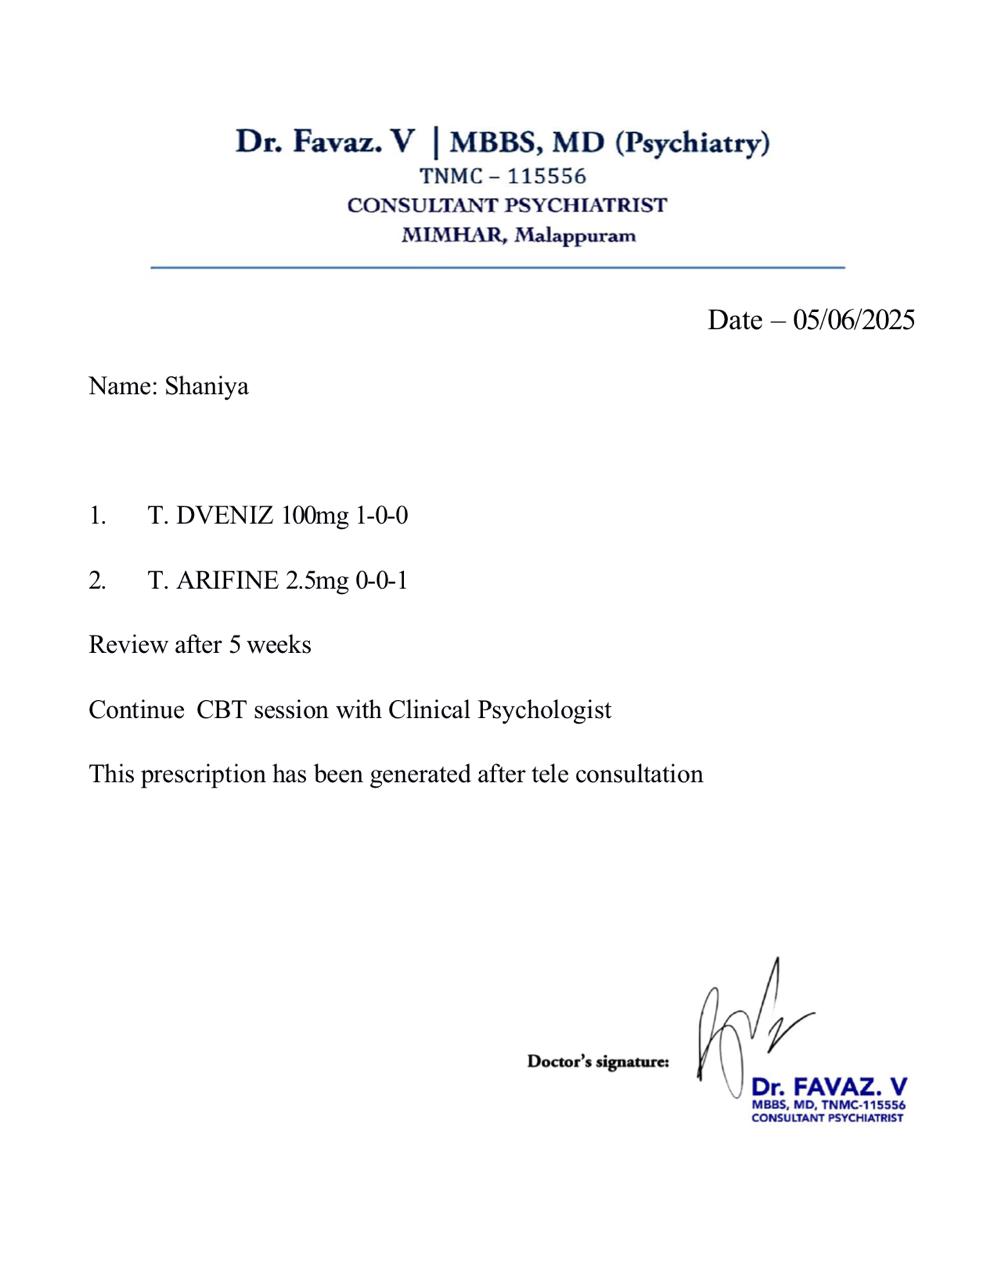 Dr. Favaz. V | MBBS, MD (Psychiatry)
TNMC – 115556
CONSULTANT PSYCHIATRIST
MIMHAR, Malappuram
Date – 05/06/2025
Name: Shaniya
1. T. DVENIZ 100mg 1-0-0
2. T. ARIFINE 2.5mg 0-0-1
Review after 5 weeks
Continue CBT session with Clinical Psychologist
This prescription has been generated after tele consultation
Doctor's signature:
Dr. FAVAZ. V
MBBS, MD, TNMC-115556
CONSULTANT PSYCHIATRIST